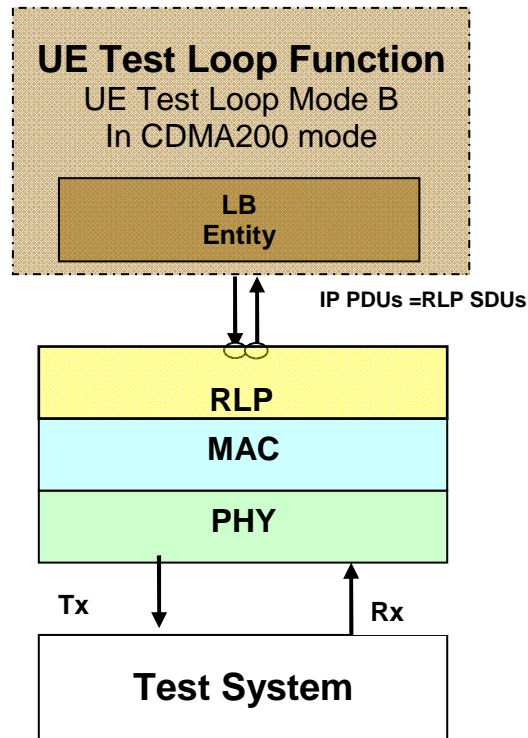 UE Test Loop Function
UE Test Loop Mode B
In CDMA200 mode
LB
Entity
IP PDUs =RLP SDUs
RLP
MAC
PHY
Tx
Rx
Test System